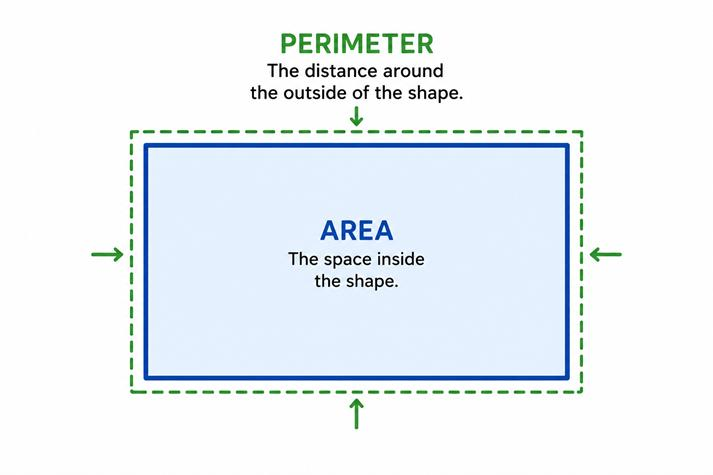 PERIMETER
The distance around
the outside of the shape.
AREA
The space inside
the shape.